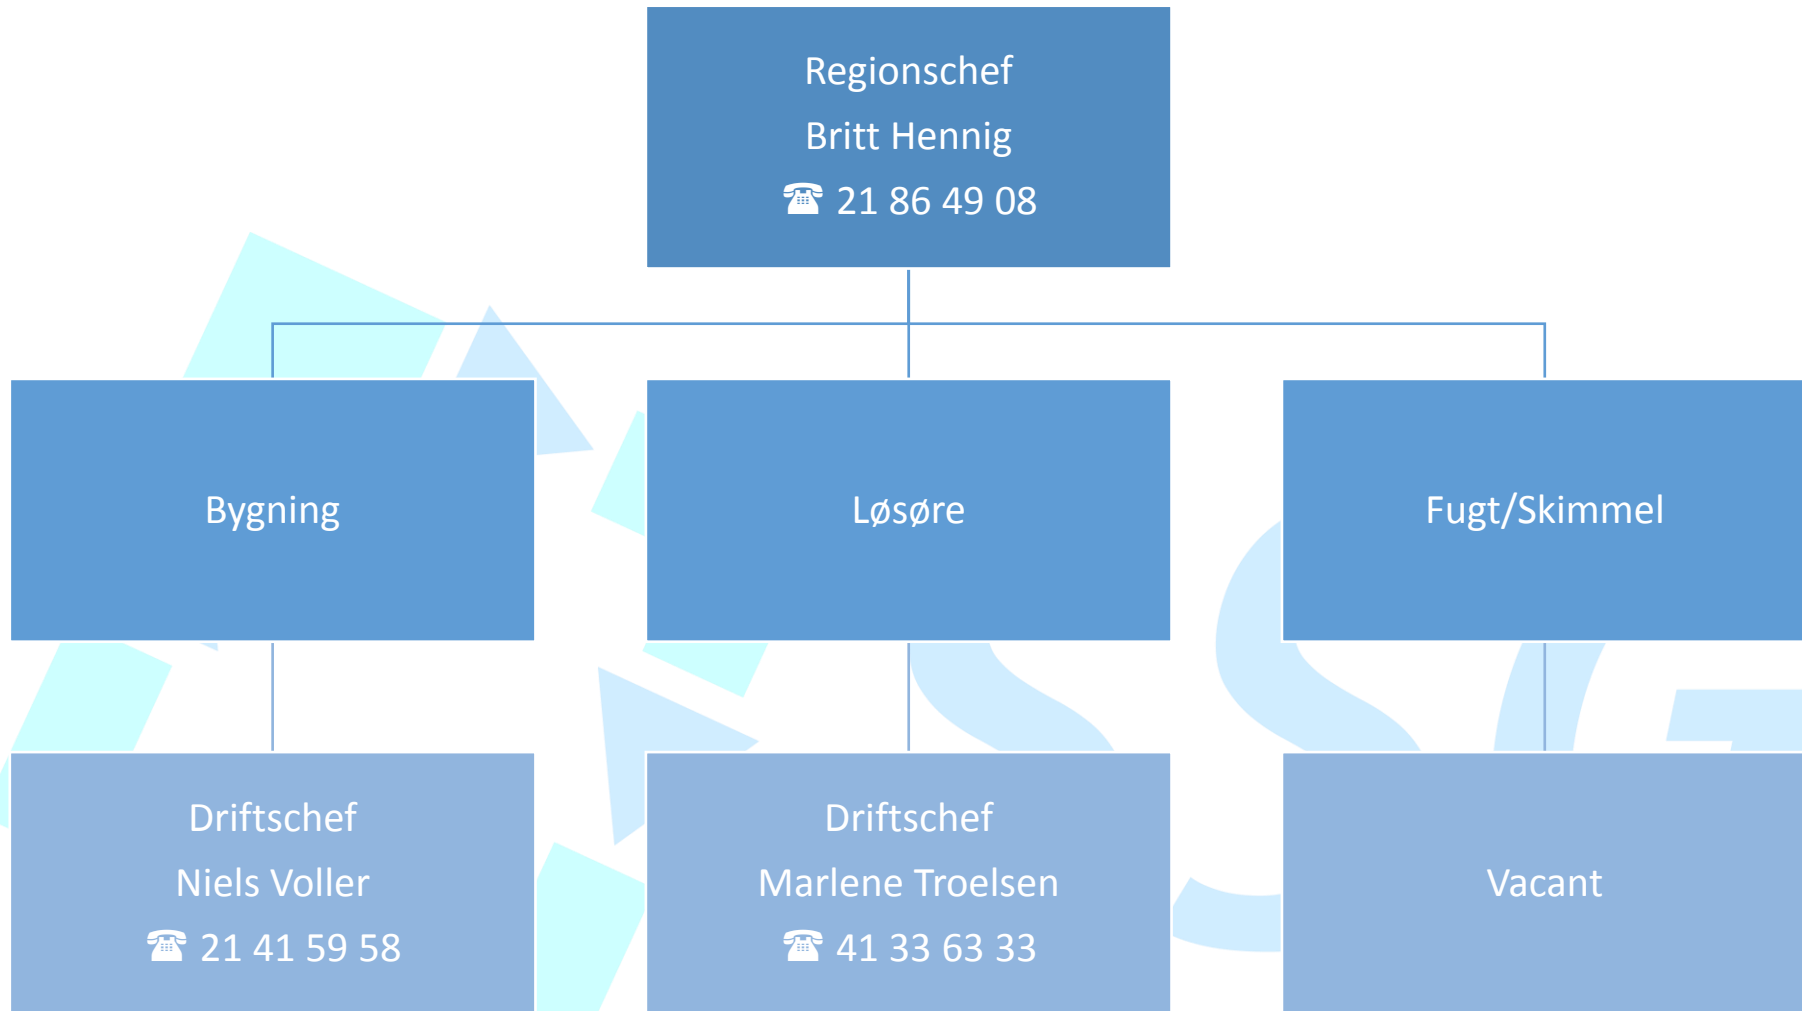 Regionschef
Britt Hennig
☎ 21 86 49 08
Bygning
Løsøre
Fugt/Skimmel
Driftschef
Niels Voller
☎ 21 41 59 58
Driftschef
Marlene Troelsen
☎ 41 33 63 33
Vacant